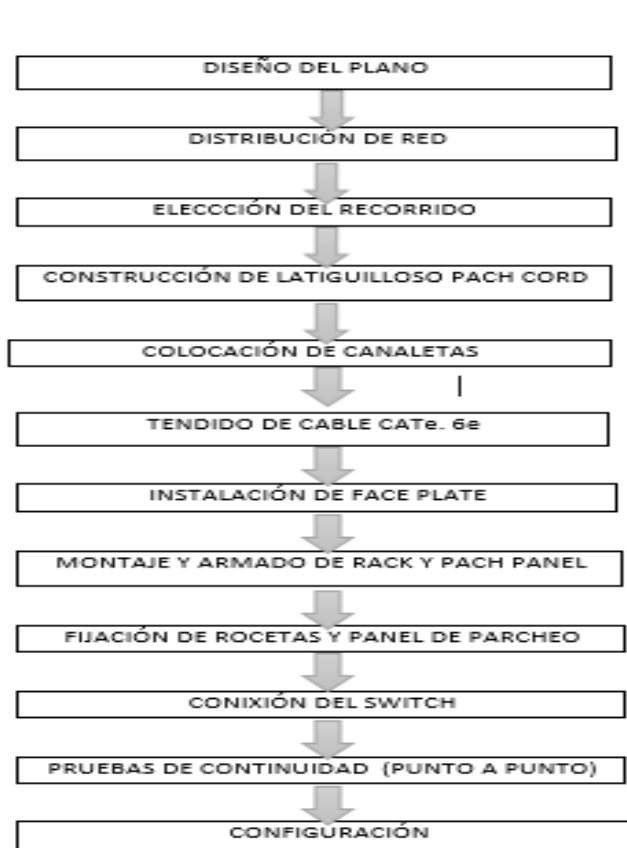 DISEÑO DEL PLANO
DISTRIBUCIÓN DE RED
ELECCCIÓN DEL RECORRIDO
CONSTRUCCIÓN DE LATIGUILLOSO PACH CORD
COLOCACIÓN DE CANALETAS
TENDIDO DE CABLE CATe. 6e
INSTALACIÓN DE FACE PLATE
MONTAJE Y ARMADO DE RACK Y PACH PANEL
FIJACIÓN DE ROCETAS Y PANEL DE PARCHEO
CONIXIÓN DEL SWITCH
PRUEBAS DE CONTINUIDAD (PUNTO A PUNTO)
CONFIGURACIÓN